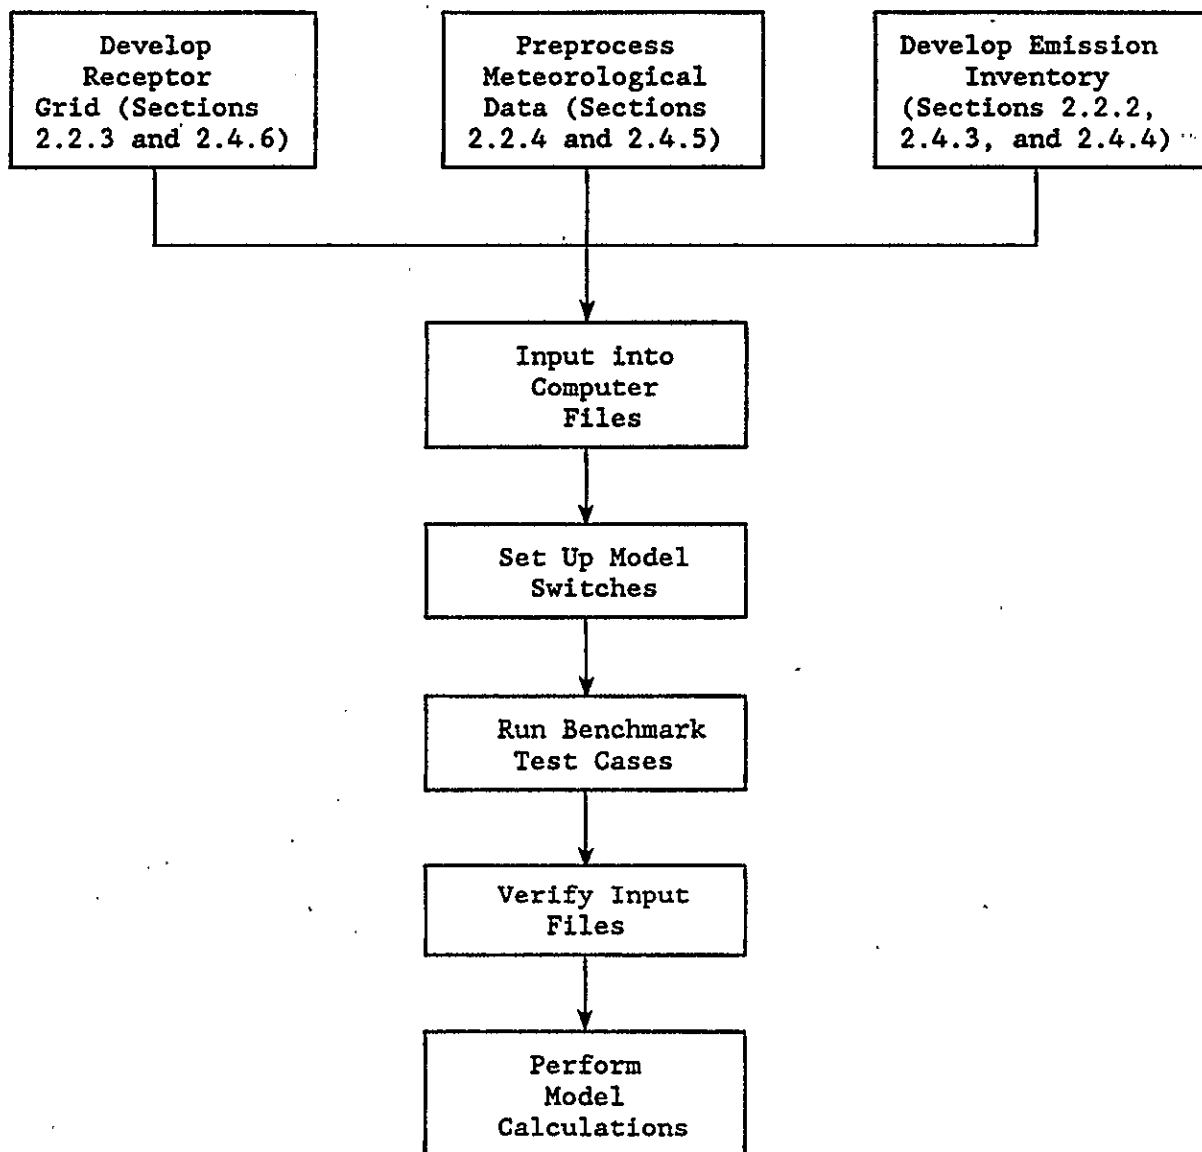 Develop
Receptor
Grid (Sections
2.2.3 and 2.4.6)
Preprocess
Meteorological
Data (Sections
2.2.4 and 2.4.5)
Develop Emission
Inventory
(Sections 2.2.2,
2.4.3, and 2.4.4)
Input into
Computer
Files
Set Up Model
Switches
Run Benchmark
Test Cases
Verify Input
Files
Perform
Model
Calculations